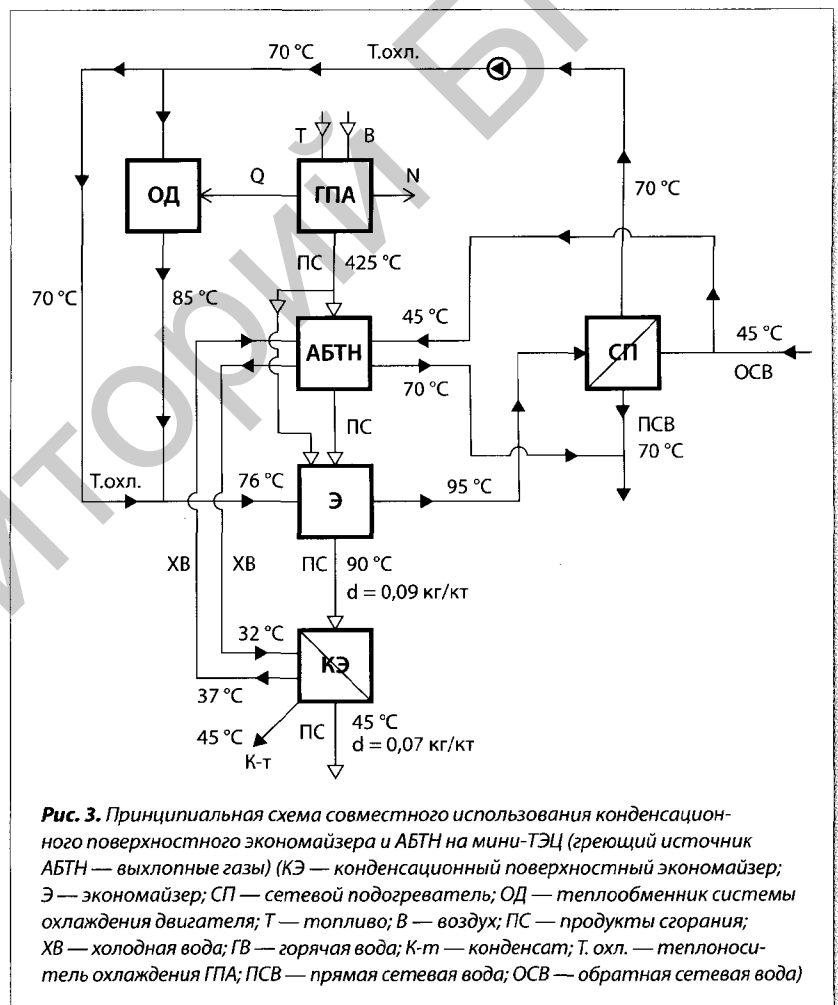 70 °C
Т.охл.
Т
В
ОД
Q
ГПА
N
70 °C
ПС
425 °C
70 °C
85 °C
45 °C
45 °C
АБТН
СП
ОСВ
70 °C
ПС
ПСВ
70 °C
Т.охл.
76 °C
Э
95 °C
ХВ
ХВ
ПС
90 °C
d = 0,09 кг/кт
32 °C
КЭ
37 °C
45 °C
ПС
45 °C
d = 0,07 кг/кт
К-т
Рис. 3. Принципиальная схема совместного использования конденсацион-
ного поверхностного экономайзера и АБТН на мини-ТЭЦ (греющий источник
АБТН — выхлопные газы) (КЭ — конденсационный поверхностный экономайзер;
Э — экономайзер; СП — сетевой подогреватель; ОД — теплообменник системы
охлаждения двигателя; Т — топливо; В — воздух; ПС — продукты сгорания;
ХВ — холодная вода; ГВ — горячая вода; К-т — конденсат; Т. охл. — теплоноси-
тель охлаждения ГПА; ПСВ — прямая сетевая вода; ОСВ — обратная сетевая вода)